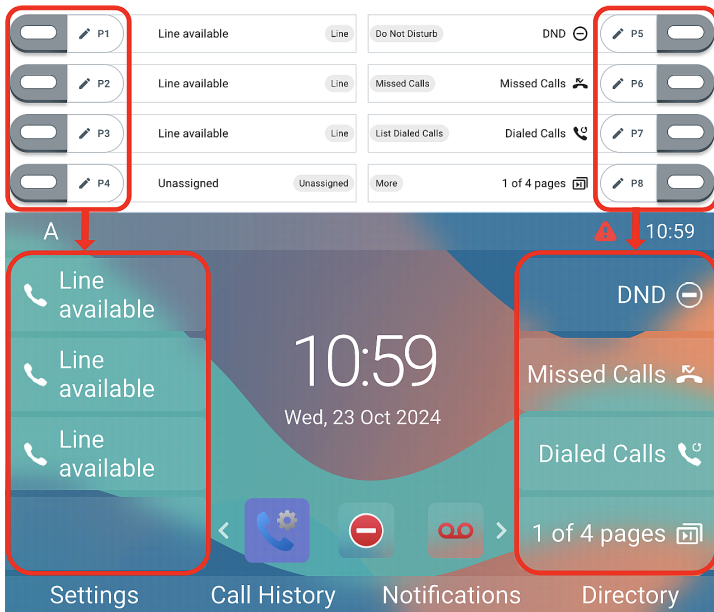 P1 Line available Line Do Not Disturb DND P5
P2 Line available Line Missed Calls Missed Calls P6
P3 Line available Line List Dialed Calls Dialed Calls P7
P4 Unassigned Unassigned More 1 of 4 pages P8
A 10:59
Line
available
Line
available
Line
available
10:59
Wed, 23 Oct 2024
DND
Missed Calls
Dialed Calls
1 of 4 pages
Settings Call History Notifications Directory